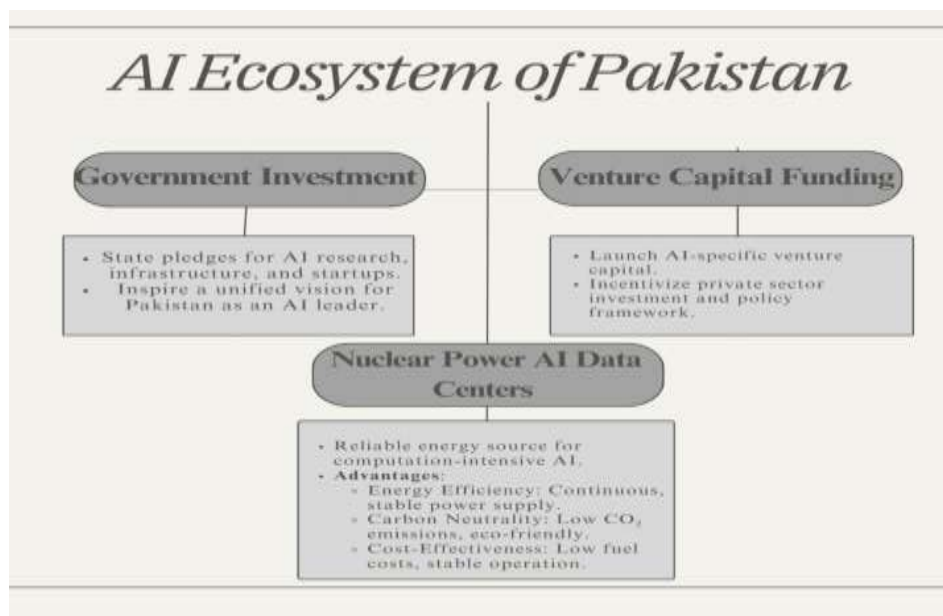 AI Ecosystem of Pakistan
Government Investment
• State pledges for AI research,
infrastructure, and startups.
• Inspire a unified vision for
Pakistan as an AI leader.
Venture Capital Funding
• Launch AI-specific venture
capital.
• Incentivize private sector
investment and policy
framework.
Nuclear Power AI Data
Centers
• Reliable energy source for
computation-intensive AI.
• Advantages:
◦ Energy Efficiency: Continuous,
stable power supply.
◦ Carbon Neutrality: Low CO₂
emissions, eco-friendly.
◦ Cost-Effectiveness: Low fuel
costs, stable operation.